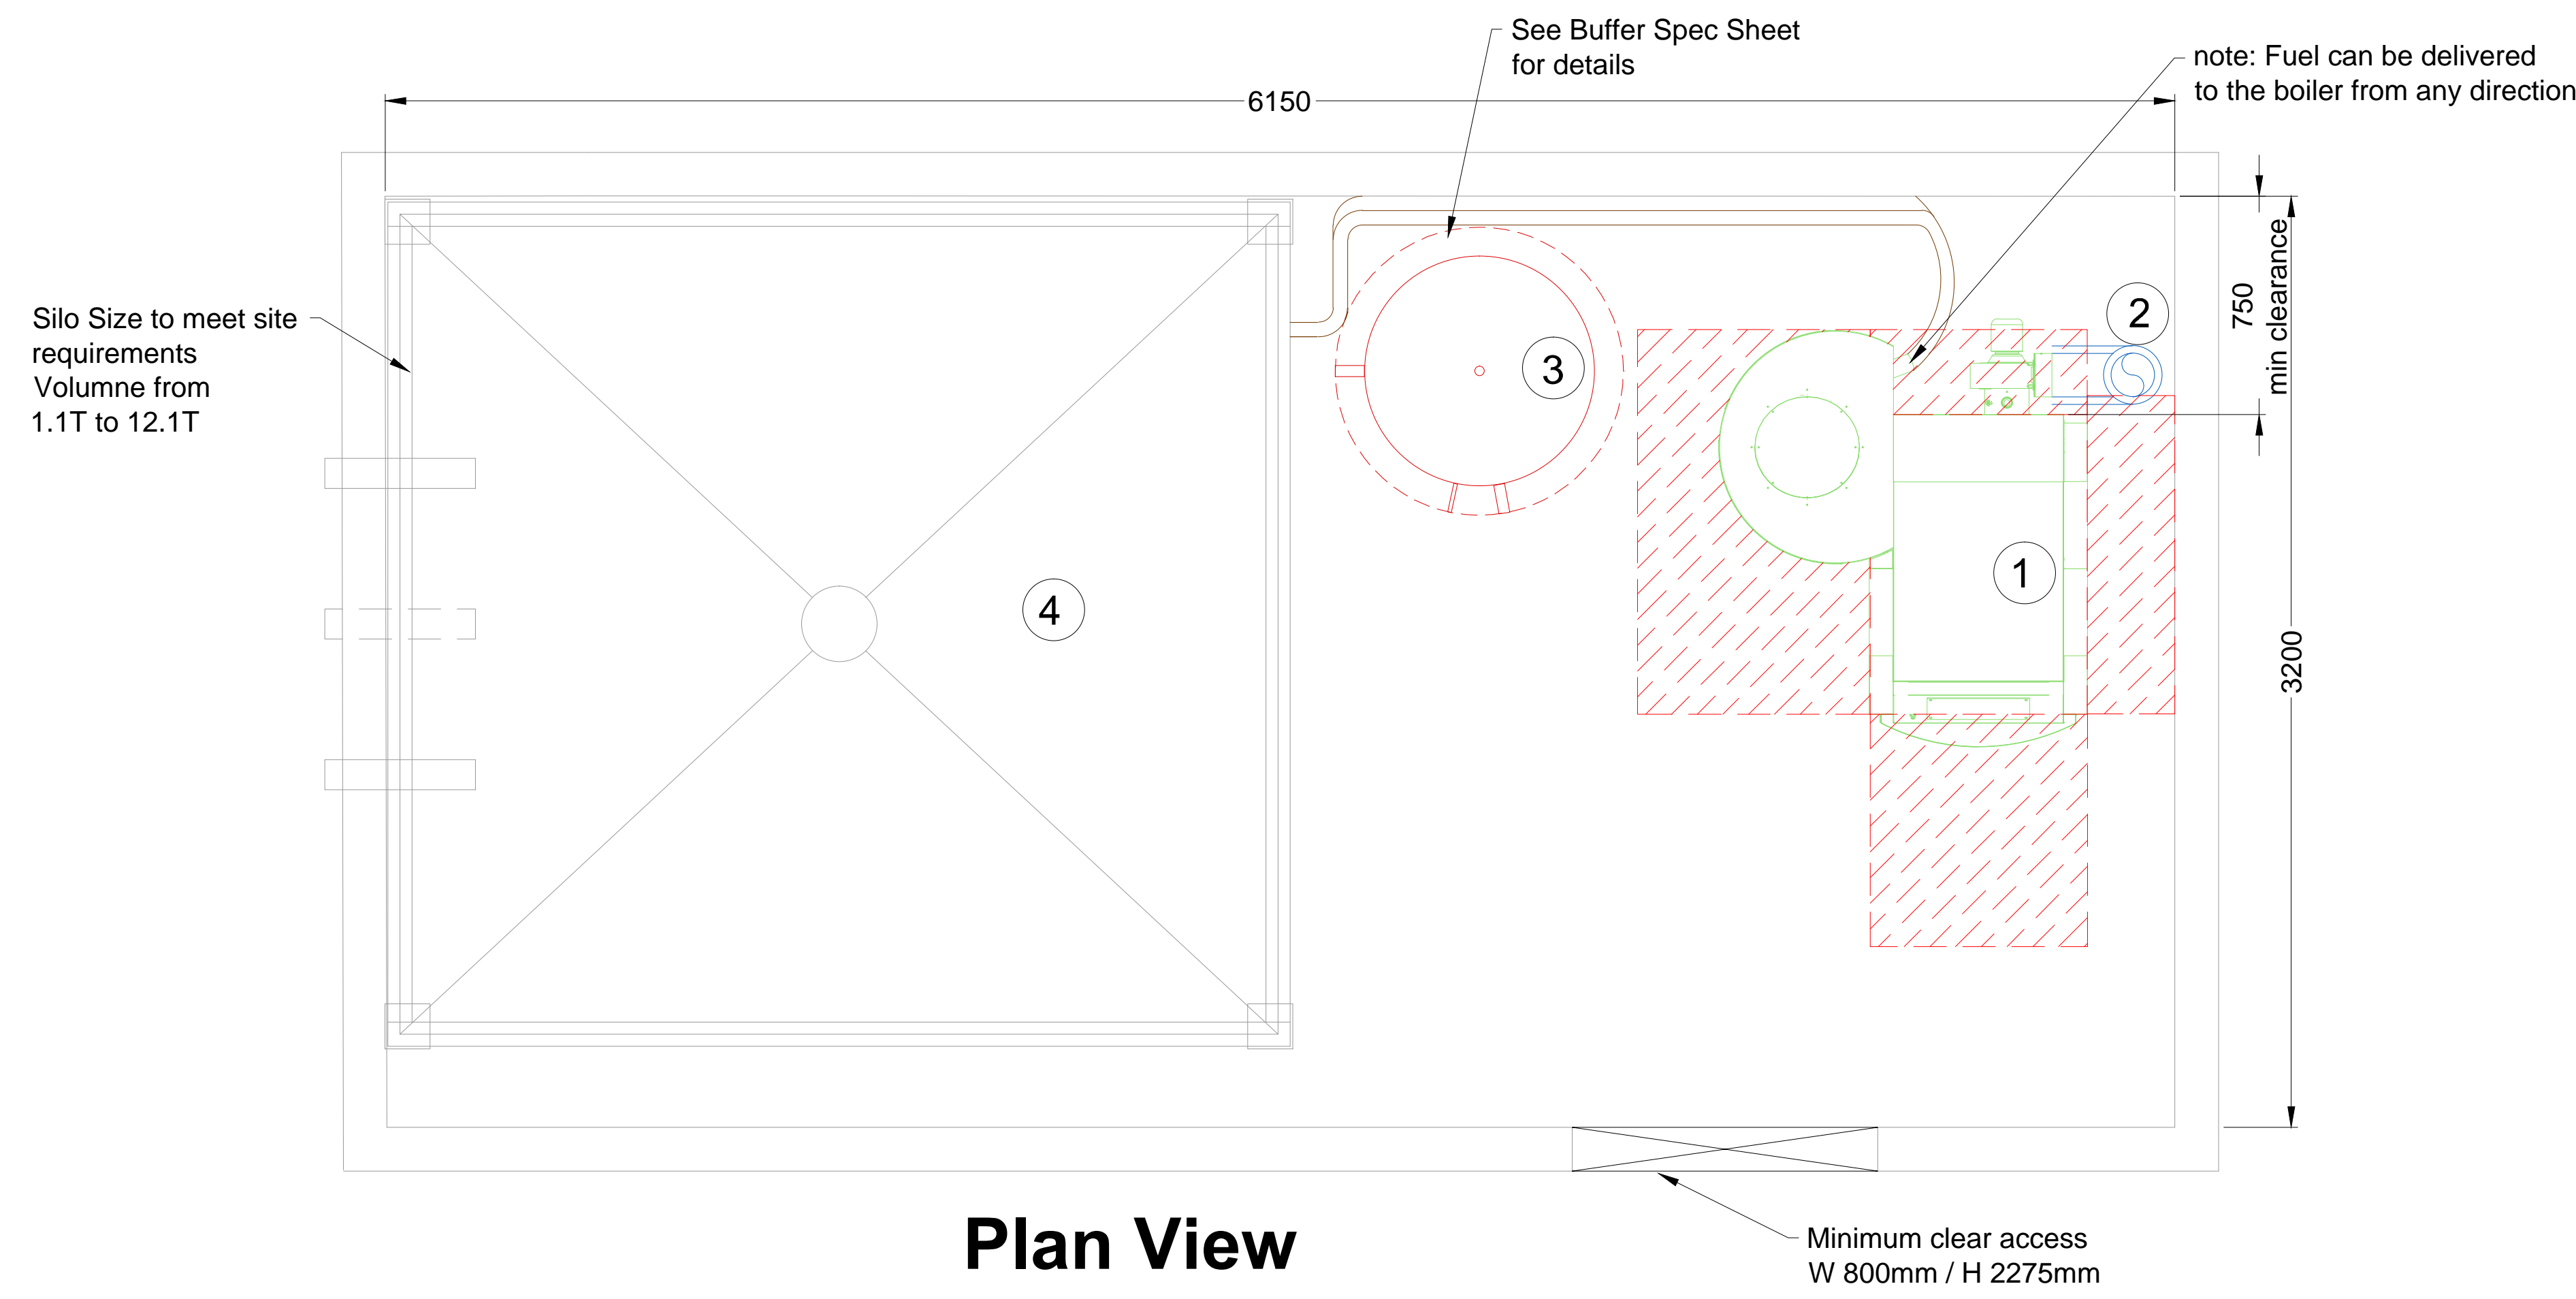 See Buffer Spec Sheet
for details
note: Fuel can be delivered
to the boiler from any direction
6150
Silo Size to meet site
requirements
Volumne from
1.1T to 12.1T
750
min clearance
3200
1
2
3
4
Plan View
Minimum clear access
W 800mm / H 2275mm